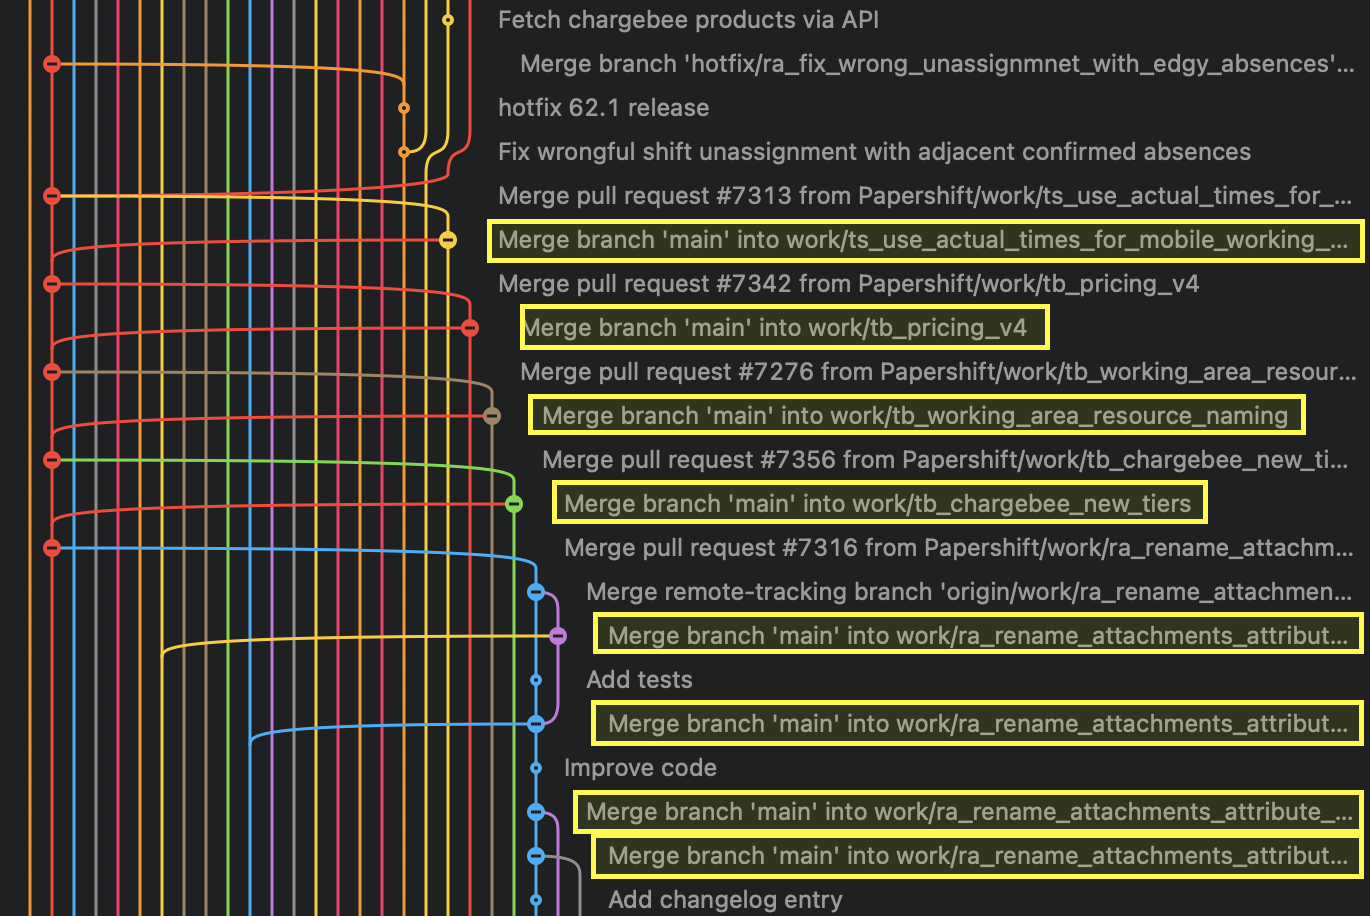 Fetch chargebee products via API
Merge branch 'hotfix/ra_fix_wrong_unassignmnet_with_edgy_absences'...
hotfix 62.1 release
Fix wrongful shift unassignment with adjacent confirmed absences
Merge pull request #7313 from Papershift/work/ts_use_actual_times_for_...
Merge branch 'main' into work/ts_use_actual_times_for_mobile_working_...
Merge pull request #7342 from Papershift/work/tb_pricing_v4
Merge branch 'main' into work/tb_pricing_v4
Merge pull request #7276 from Papershift/work/tb_working_area_resour...
Merge branch 'main' into work/tb_working_area_resource_naming
Merge pull request #7356 from Papershift/work/tb_chargebee_new_ti...
Merge branch 'main' into work/tb_chargebee_new_tiers
Merge pull request #7316 from Papershift/work/ra_rename_attachm...
Merge remote-tracking branch 'origin/work/ra_rename_attachmen...
Merge branch 'main' into work/ra_rename_attachments_attribut...
Add tests
Merge branch 'main' into work/ra_rename_attachments_attribut...
Improve code
Merge branch 'main' into work/ra_rename_attachments_attribute_...
Merge branch 'main' into work/ra_rename_attachments_attribut...
Add changelog entry